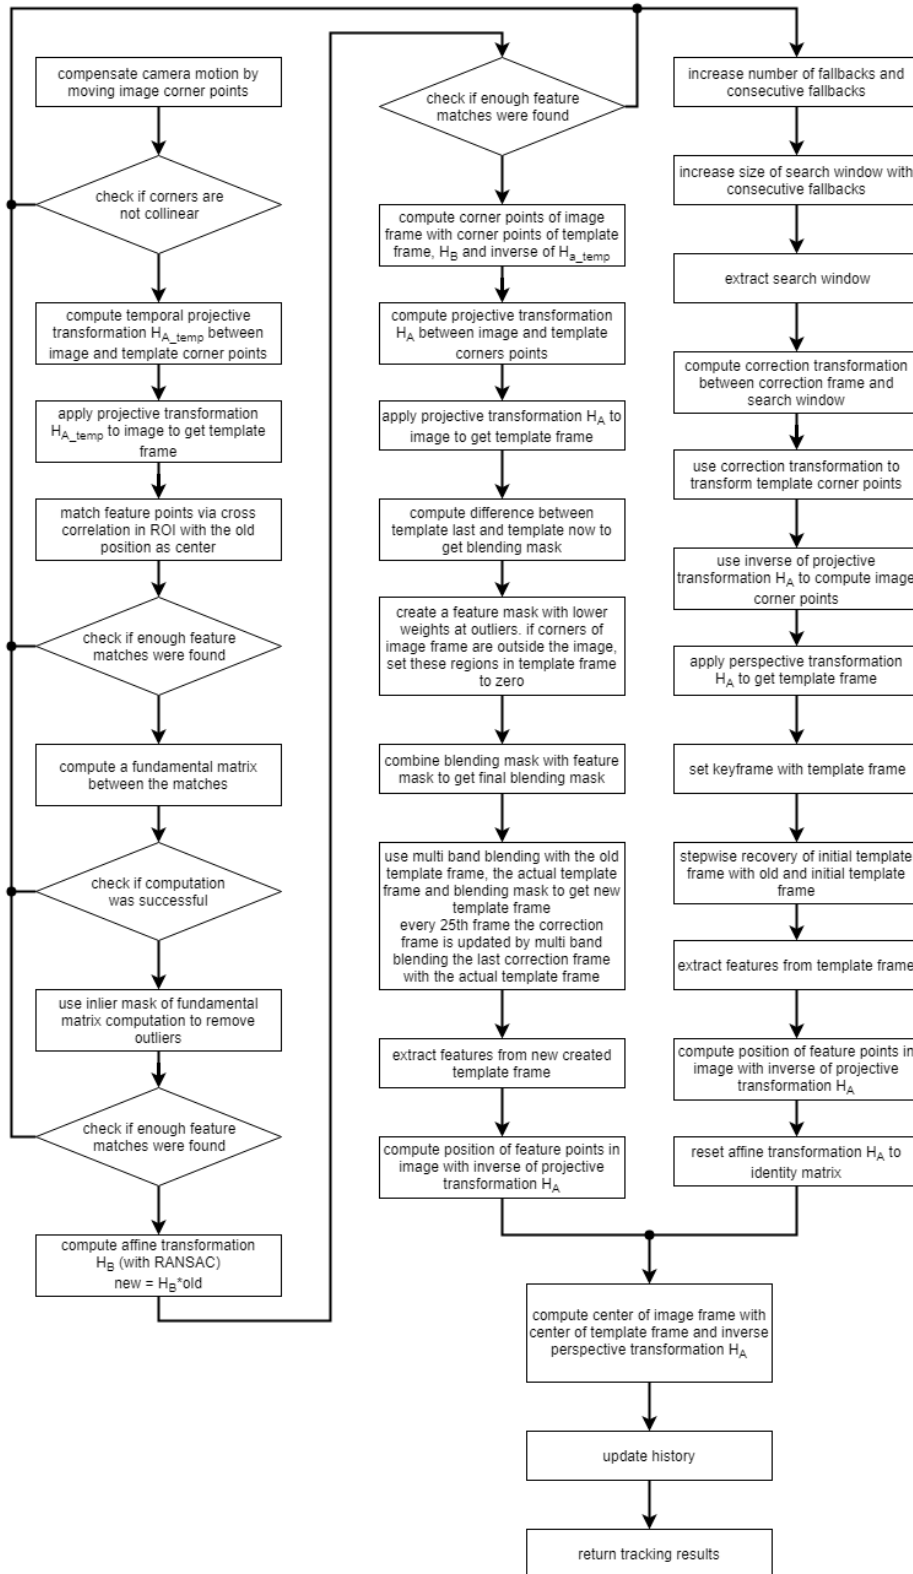 compensate camera motion by
moving image corner points
check if corners are
not collinear
compute temporal projective
transformation H_A_temp between
image and template corner points
apply projective transformation
H_A_temp to image to get template
frame
match feature points via cross
correlation in ROI with the old
position as center
check if enough feature
matches were found
compute a fundamental matrix
between the matches
check if computation
was successful
use inlier mask of fundamental
matrix computation to remove
outliers
check if enough feature
matches were found
compute affine transformation
H_B (with RANSAC)
new = H_B*old
check if enough feature
matches were found
compute corner points of image
frame with corner points of template
frame, H_B and inverse of H_a_temp
compute projective transformation
H_A between image and template
corners points
apply projective transformation H_A to
image to get template frame
compute difference between
template last and template now to
get blending mask
create a feature mask with lower
weights at outliers. if corners of
image frame are outside the image,
set these regions in template frame
to zero
combine blending mask with feature
mask to get final blending mask
use multi band blending with the old
template frame, the actual template
frame and blending mask to get new
template frame
every 25th frame the correction
frame is updated by multi band
blending the last correction frame
with the actual template frame
extract features from new created
template frame
compute position of feature points in
image with inverse of projective
transformation H_A
increase number of fallbacks and
consecutive fallbacks
increase size of search window with
consecutive fallbacks
extract search window
compute correction transformation
between correction frame and
search window
use correction transformation to
transform template corner points
use inverse of projective
transformation H_A to compute image
corner points
apply perspective transformation
H_A to get template frame
set keyframe with template frame
stepwise recovery of initial template
frame with old and initial template
frame
extract features from template frame
compute position of feature points in
image with inverse of projective
transformation H_A
reset affine transformation H_A to
identity matrix
compute center of image frame with
center of template frame and inverse
perspective transformation H_A
update history
return tracking results